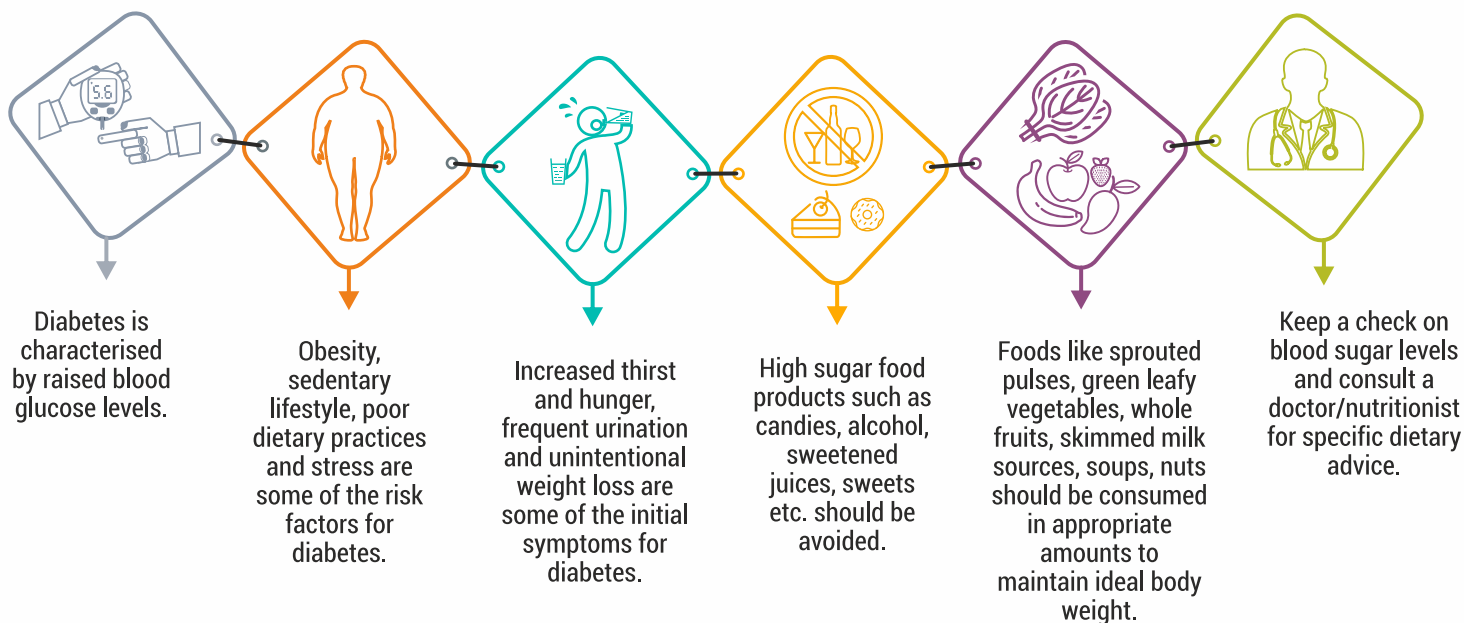 5.6
Diabetes is
characterised
by raised blood
glucose levels.
Obesity,
sedentary
lifestyle, poor
dietary practices
and stress are
some of the risk
factors for
diabetes.
Increased thirst
and hunger,
frequent urination
and unintentional
weight loss are
some of the initial
symptoms for
diabetes.
High sugar food
products such as
candies, alcohol,
sweetened
juices, sweets
etc. should be
avoided.
Foods like sprouted
pulses, green leafy
vegetables, whole
fruits, skimmed milk
sources, soups, nuts
should be consumed
in appropriate
amounts to
maintain ideal body
weight.
Keep a check on
blood sugar levels
and consult a
doctor/nutritionist
for specific dietary
advice.